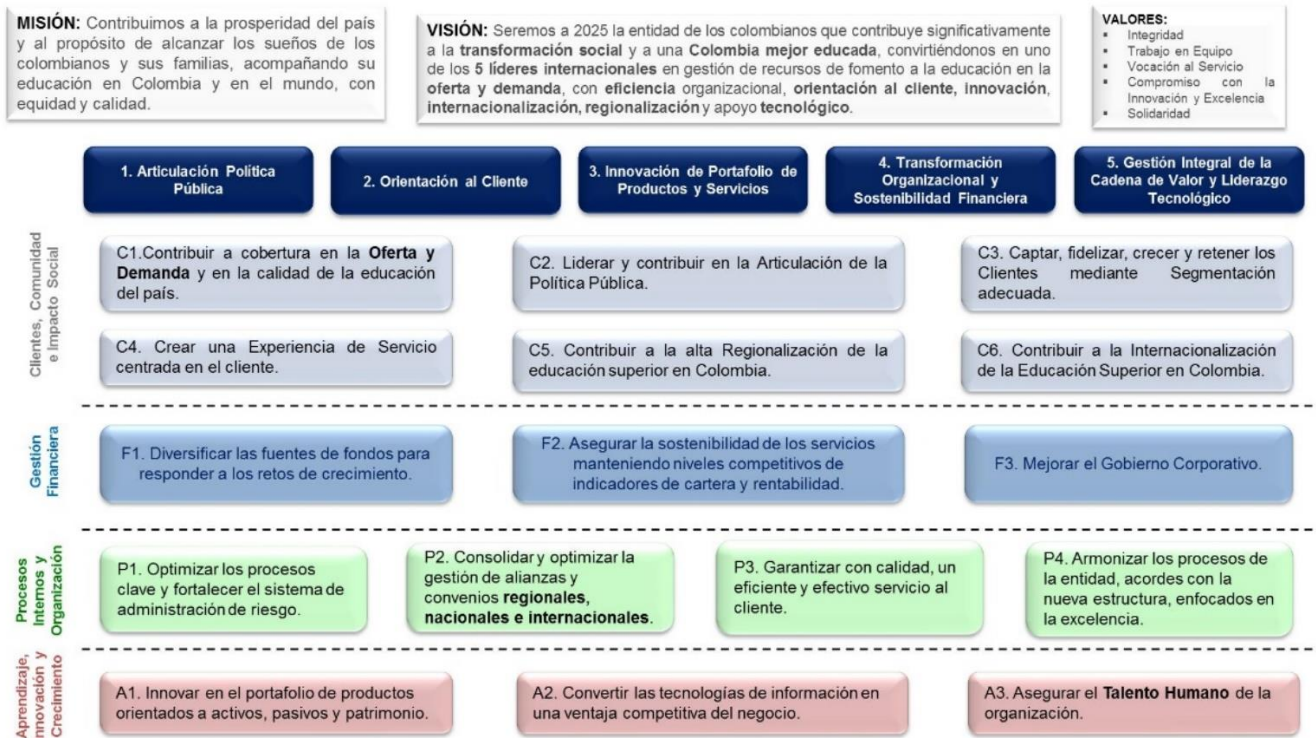 MISIÓN: Contribuimos a la prosperidad del país
y al propósito de alcanzar los sueños de los
colombianos y sus familias, acompañando su
educación en Colombia y en el mundo, con
equidad y calidad.
VISIÓN: Seremos a 2025 la entidad de los colombianos que contribuye significativamente
a la transformación social y a una Colombia mejor educada, convirtiéndonos en uno
de los 5 líderes internacionales en gestión de recursos de fomento a la educación en la
oferta y demanda, con eficiencia organizacional, orientación al cliente, innovación,
internacionalización, regionalización y apoyo tecnológico.
VALORES:
▪ Integridad
▪ Trabajo en Equipo
▪ Vocación al Servicio
▪ Compromiso con la
Innovación y Excelencia
▪ Solidaridad
1. Articulación Política
Pública
2. Orientación al Cliente
3. Innovación de Portafolio de
Productos y Servicios
4. Transformación
Organizacional y
Sostenibilidad Financiera
5. Gestión Integral de la
Cadena de Valor y Liderazgo
Tecnológico
Clientes, Comunidad
e Impacto Social
C1.Contribuir a cobertura en la Oferta y
Demanda y en la calidad de la educación
del país.
C2. Liderar y contribuir en la Articulación de la
Política Pública.
C3. Captar, fidelizar, crecer y retener los
Clientes mediante Segmentación
adecuada.
C4. Crear una Experiencia de Servicio
centrada en el cliente.
C5. Contribuir a la alta Regionalización de la
educación superior en Colombia.
C6. Contribuir a la Internacionalización
de la Educación Superior en Colombia.
Gestión
Financiera
F1. Diversificar las fuentes de fondos para
responder a los retos de crecimiento.
F2. Asegurar la sostenibilidad de los servicios
manteniendo niveles competitivos de
indicadores de cartera y rentabilidad.
F3. Mejorar el Gobierno Corporativo.
Procesos
Internos y
Organización
P1. Optimizar los procesos
clave y fortalecer el sistema de
administración de riesgo.
P2. Consolidar y optimizar la
gestión de alianzas y
convenios regionales,
nacionales e internacionales.
P3. Garantizar con calidad, un
eficiente y efectivo servicio al
cliente.
P4. Armonizar los procesos de
la entidad, acordes con la
nueva estructura, enfocados en
la excelencia.
Aprendizaje,
nnovación y
Crecimiento
A1. Innovar en el portafolio de productos
orientados a activos, pasivos y patrimonio.
A2. Convertir las tecnologías de información en
una ventaja competitiva del negocio.
A3. Asegurar el Talento Humano de la
organización.